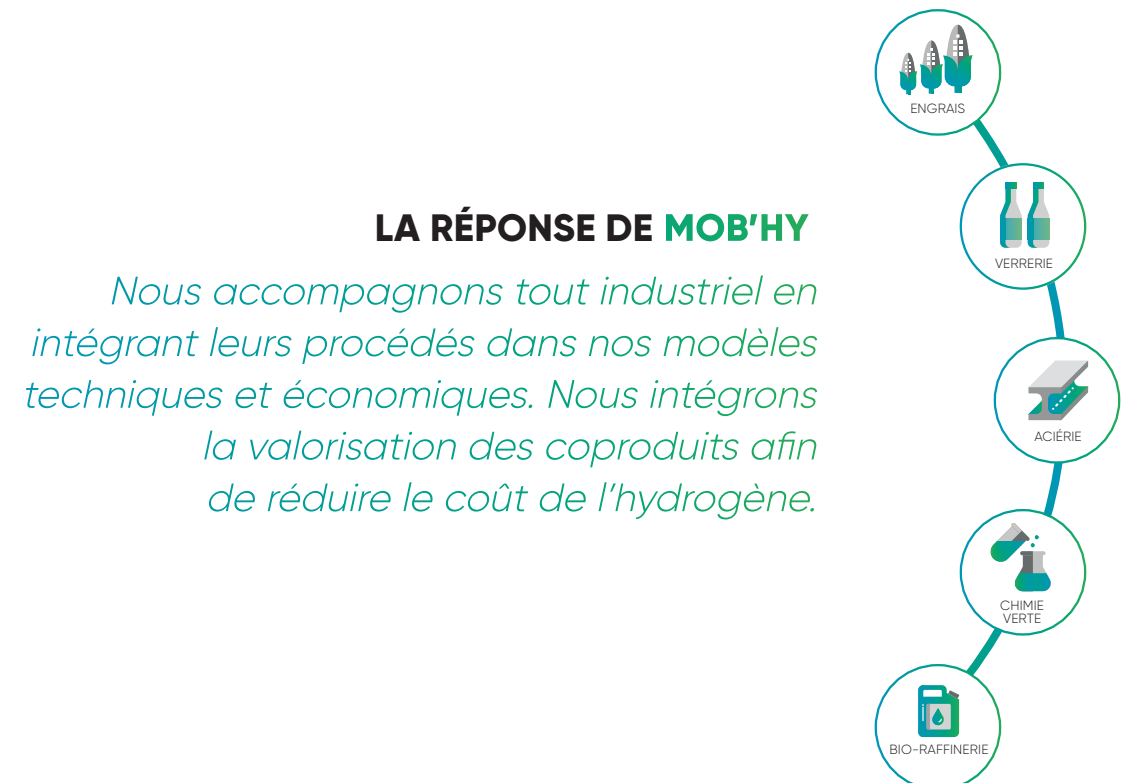 LA RÉPONSE DE MOB'HY
Nous accompagnons tout industriel en
intégrant leurs procédés dans nos modèles
techniques et économiques. Nous intégrons
la valorisation des coproduits afin
de réduire le coût de l'hydrogène.
ENGRAIS
VERRERIE
ACIÉRIE
CHIMIE
VERTE
BIO-RAFFINERIE